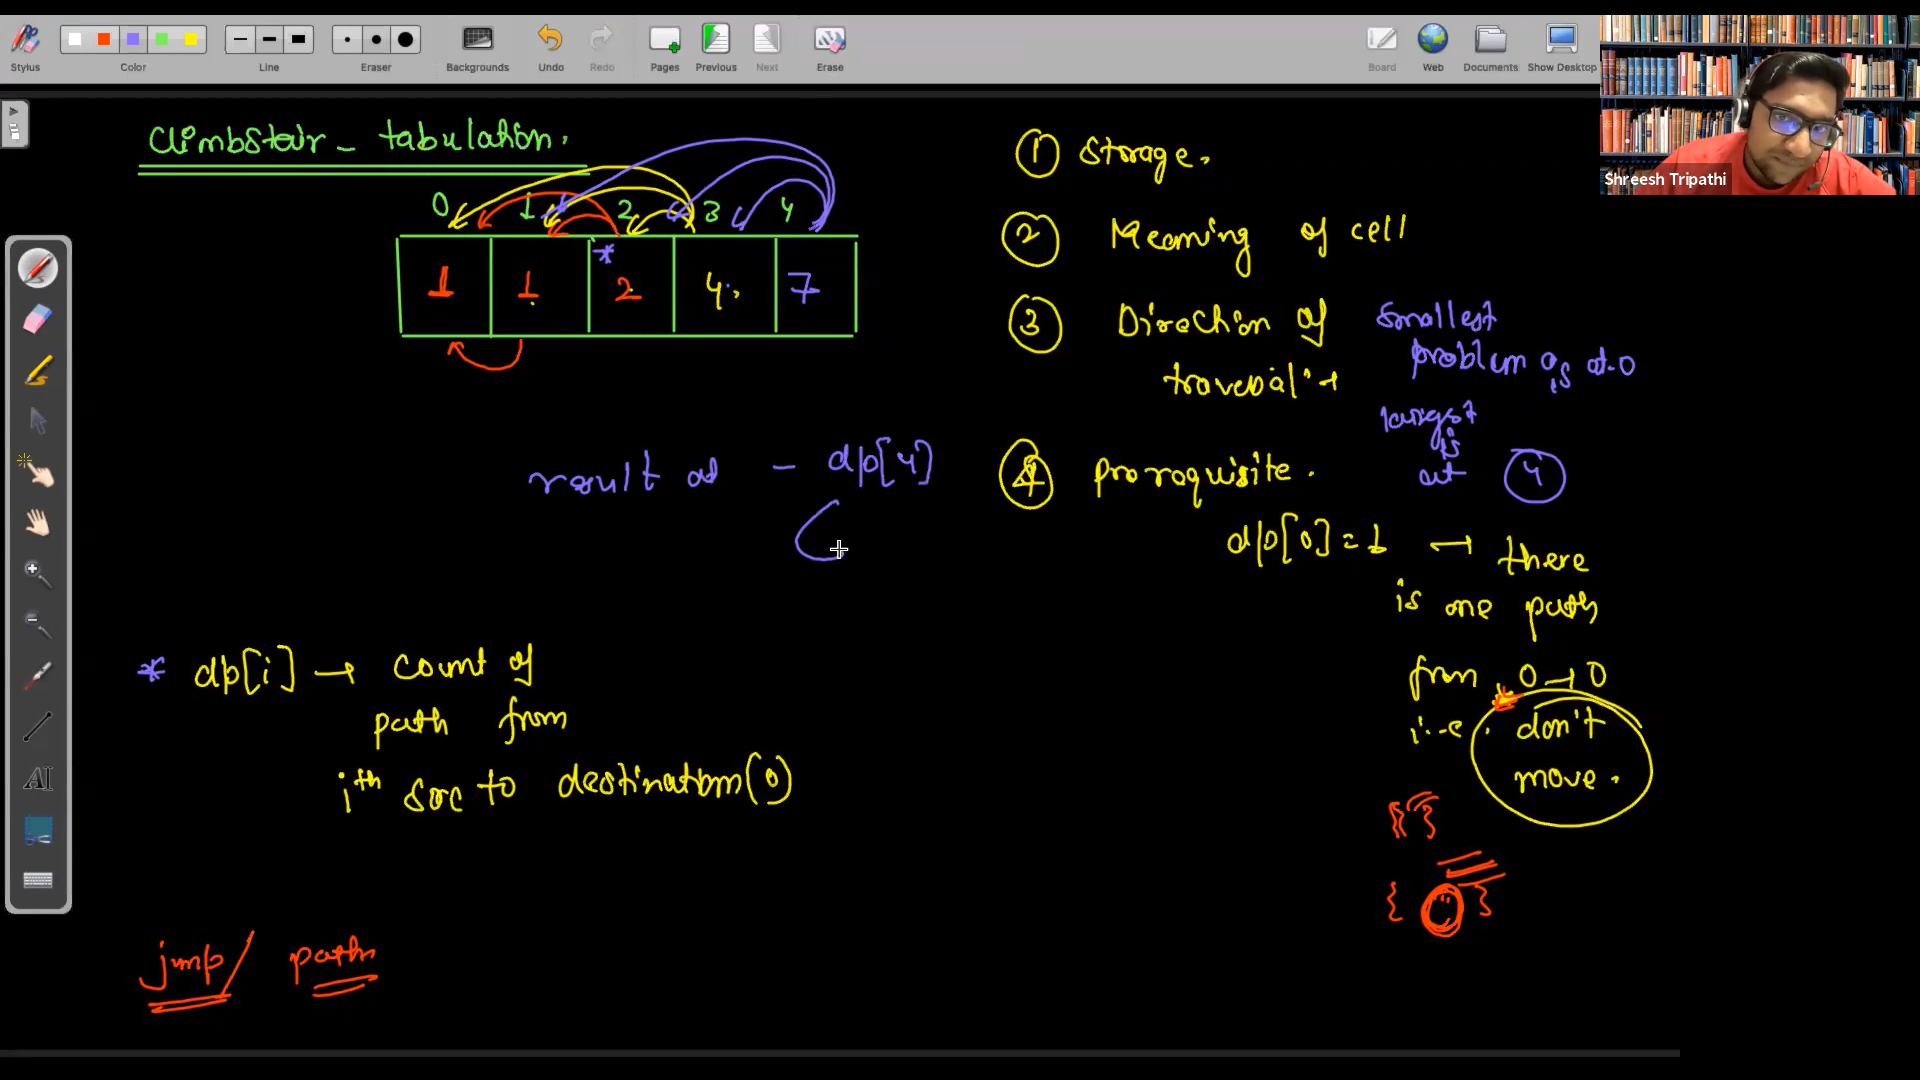 Stylus
Color
Line
Eraser
Backgrounds
Undo
Redo
Pages
Previous
Next
Erase
Board
Web
Documents
Show Desktop
Shreesh Tripathi
Climbstair - tabulation.
0 1 2 3 4
*
1 1 2 4 7
result at - dp[4]
* dp[i] → count of
path from
ith src to destination(0)
jump/ path
1 Storage.
2 Meaning of cell
3 Direction of
traversal →
smallest
problem is at 0
largest
is
at 4
4 prerequisite.
dp[0] = 1 → there
is one path
from 0 → 0
i.e. don't
move.
AI